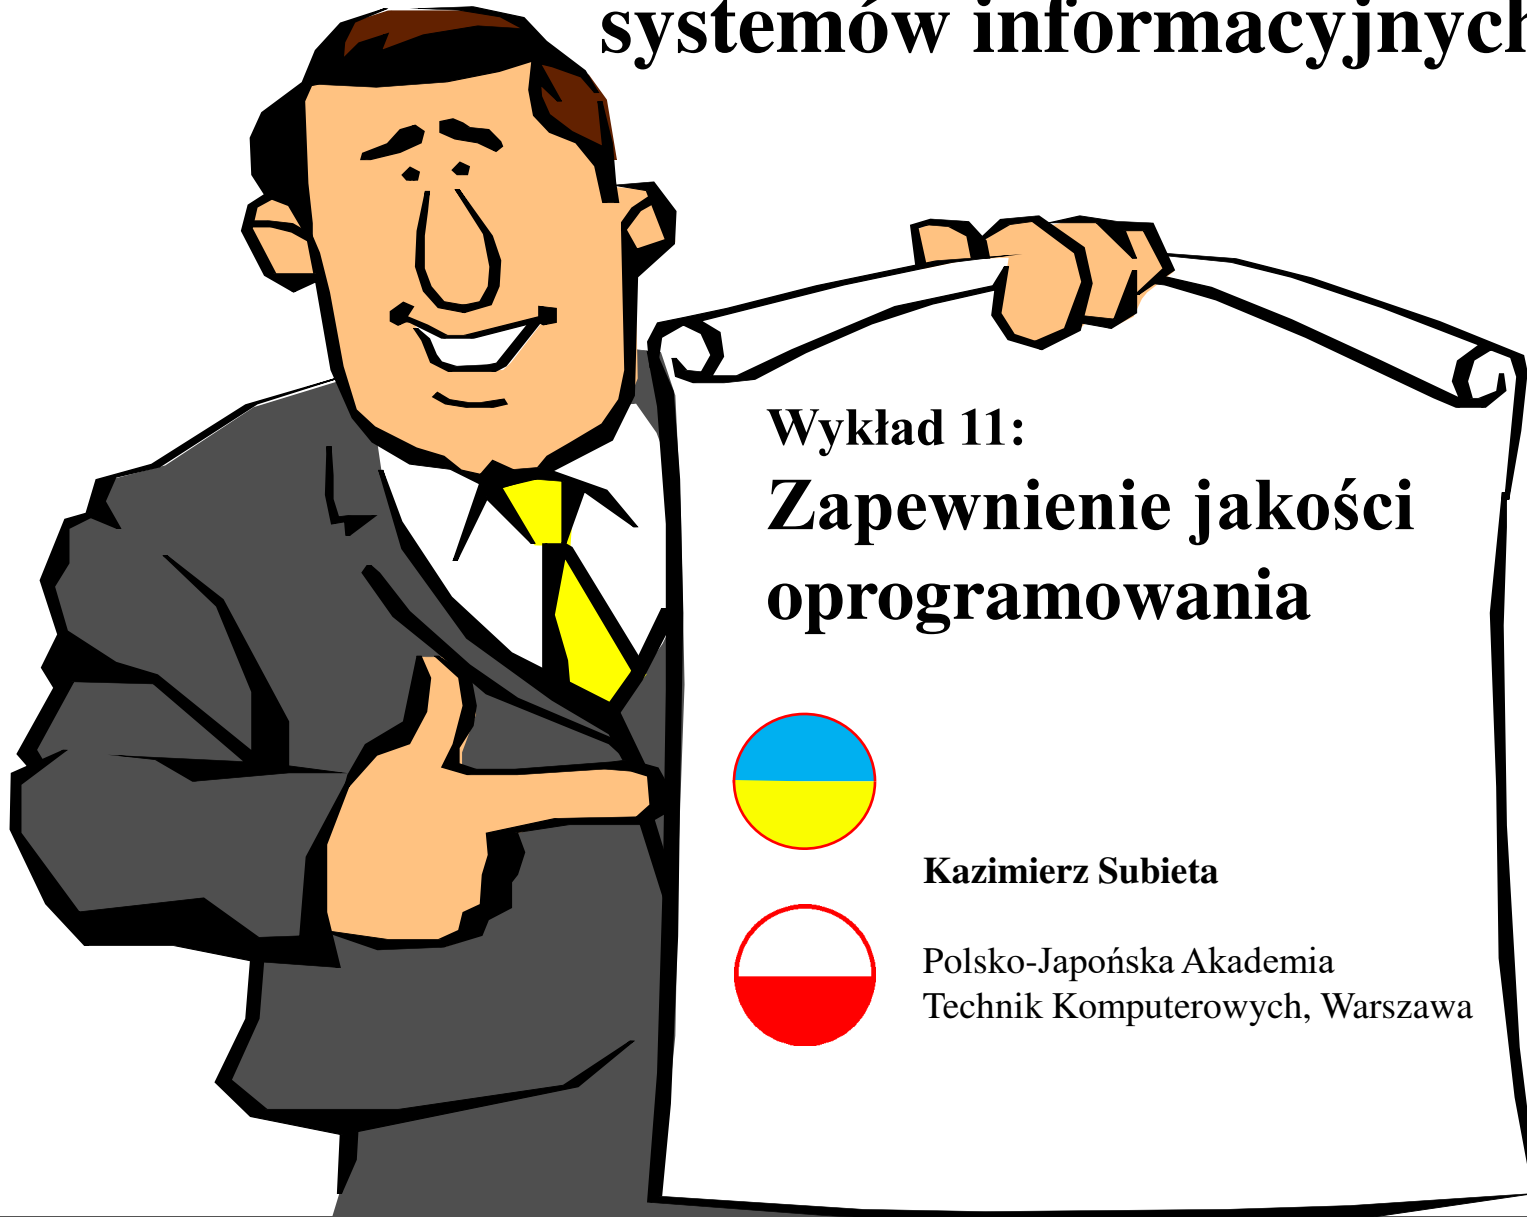 systemów informacyjnych
Wykład 11:
Zapewnienie jakości
oprogramowania
Kazimierz Subieta
Polsko-Japońska Akademia
Technik Komputerowych, Warszawa